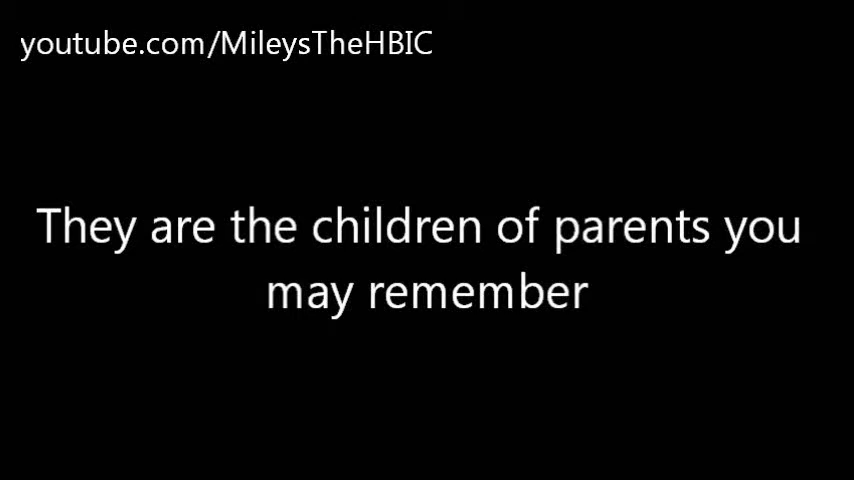 youtube.com/MileysTheHBIC
They are the children of parents you
may remember